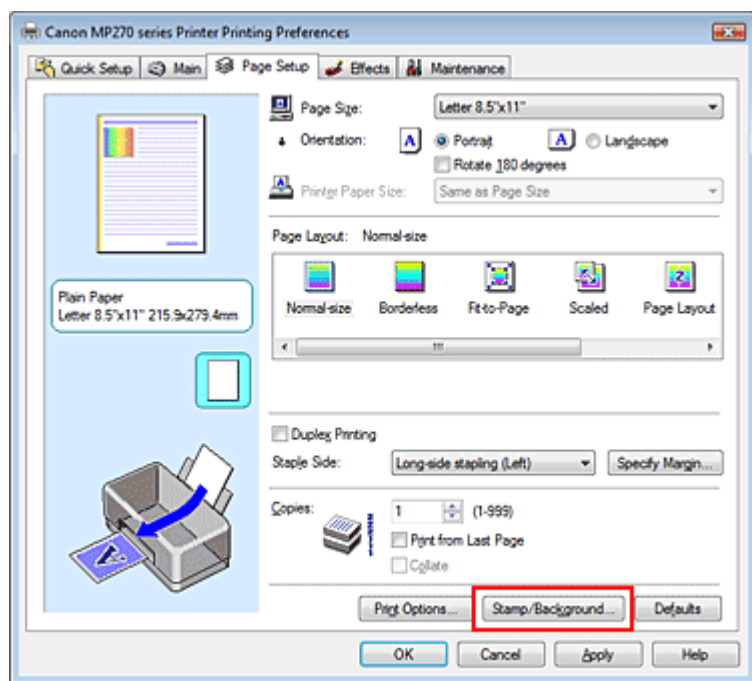 Canon MP270 series Printer Printing Preferences
Quick Setup Main Page Setup Effects Maintenance
Page Size: Letter 8.5"x11"
Orientation: A Portrait A Landscape
Rotate 180 degrees
Printer Paper Size: Same as Page Size
Page Layout: Normal-size
Normal-size Borderless Fit-to-Page Scaled Page Layout
Plain Paper
Letter 8.5"x11" 215.9x279.4mm
Duplex Printing
Staple Side: Long-side stapling (Left) Specify Margin...
Copies: 1 (1-999)
Print from Last Page
Collate
Print Options... Stamp/Background... Defaults
OK Cancel Apply Help